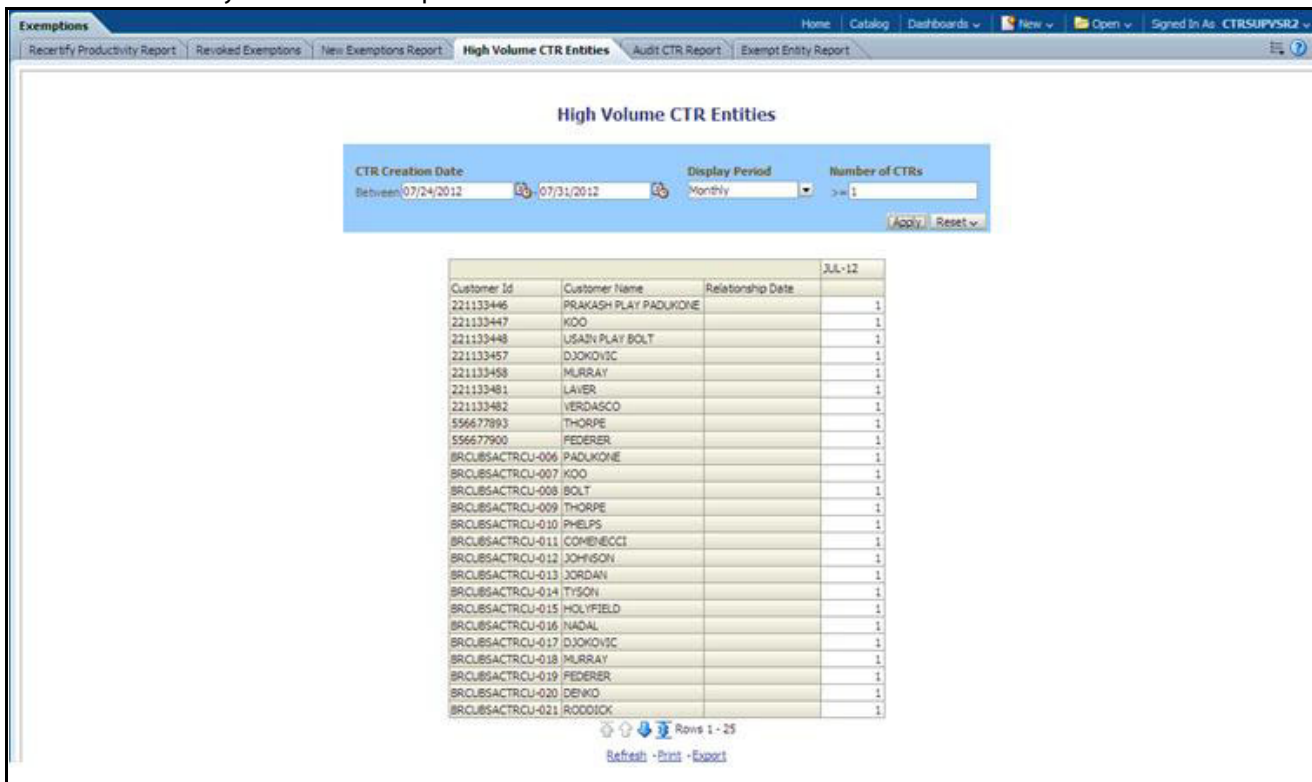 Exemptions Home Catalog Dashboards New Open Signed In As CTRSUPVSR2
Recertify Productivity Report Revoked Exemptions New Exemptions Report High Volume CTR Entities Audit CTR Report Exempt Entity Report
High Volume CTR Entities
CTR Creation Date Display Period Number of CTRs
Between 07/24/2012 - 07/31/2012 Monthly >= 1
Apply Reset
JUL-12
Customer Id Customer Name Relationship Date
221133446 PRAKASH PLAY PADUKONE 1
221133447 KOO 1
221133448 USAIN PLAY BOLT 1
221133457 DJOKOVIC 1
221133458 MURRAY 1
221133481 LAVER 1
221133482 VERDASCO 1
556677893 THORPE 1
556677900 FEDERER 1
BRCUBSACTRCU-006 PADUKONE 1
BRCUBSACTRCU-007 KOO 1
BRCUBSACTRCU-008 BOLT 1
BRCUBSACTRCU-009 THORPE 1
BRCUBSACTRCU-010 PHELPS 1
BRCUBSACTRCU-011 COMENECCI 1
BRCUBSACTRCU-012 JOHNSON 1
BRCUBSACTRCU-013 JORDAN 1
BRCUBSACTRCU-014 TYSON 1
BRCUBSACTRCU-015 HOLYFIELD 1
BRCUBSACTRCU-016 NADAL 1
BRCUBSACTRCU-017 DJOKOVIC 1
BRCUBSACTRCU-018 MURRAY 1
BRCUBSACTRCU-019 FEDERER 1
BRCUBSACTRCU-020 DENKO 1
BRCUBSACTRCU-021 RODDICK 1
Rows 1 - 25
Refresh - Print - Export